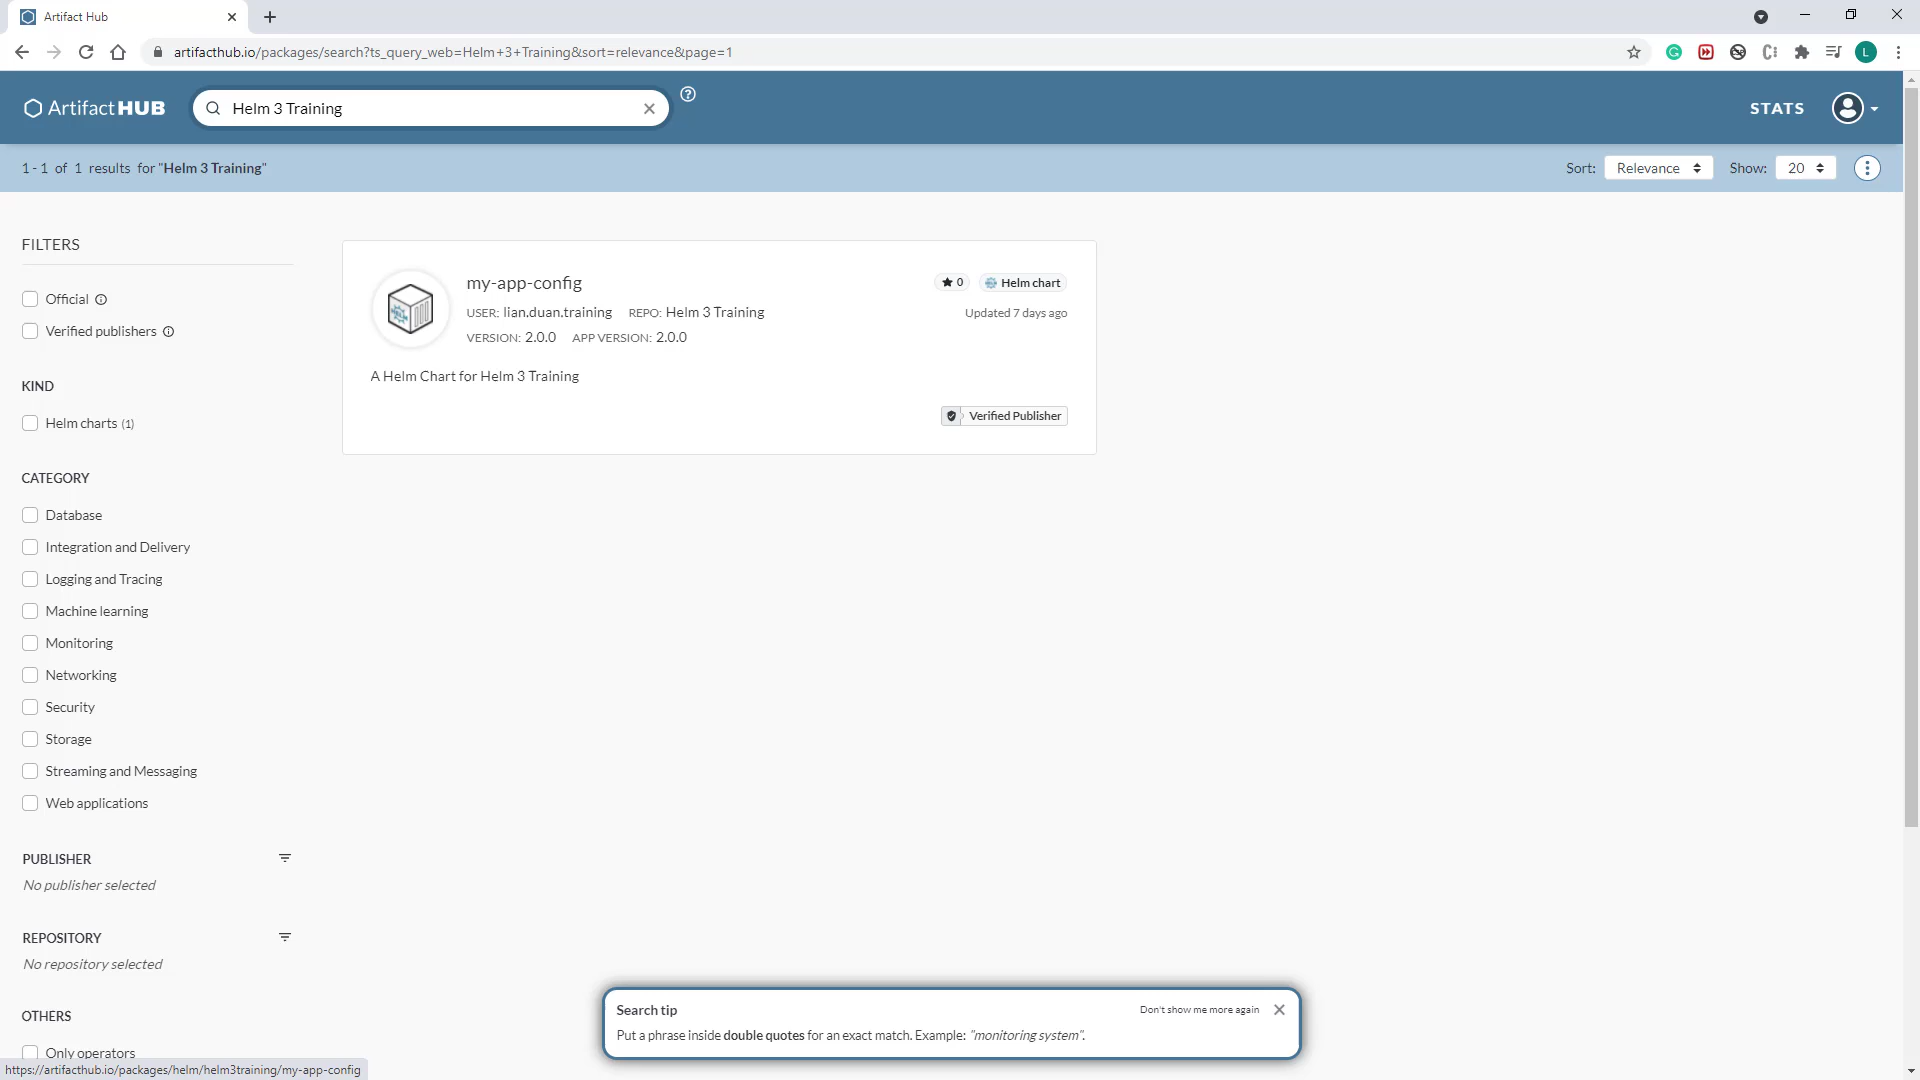 Artifact Hub
artifacthub.io/packages/search?ts_query_web=Helm+3+Training&sort=relevance&page=1
L
ArtifactHUB
Helm 3 Training
STATS
1 - 1 of 1 results for "Helm 3 Training"
Sort: Relevance Show: 20
FILTERS
Official
Verified publishers
KIND
Helm charts (1)
CATEGORY
Database
Integration and Delivery
Logging and Tracing
Machine learning
Monitoring
Networking
Security
Storage
Streaming and Messaging
Web applications
PUBLISHER
No publisher selected
REPOSITORY
No repository selected
OTHERS
Only operators
my-app-config
0 Helm chart
USER: lian.duan.training REPO: Helm 3 Training
Updated 7 days ago
VERSION: 2.0.0 APP VERSION: 2.0.0
A Helm Chart for Helm 3 Training
Verified Publisher
Search tip
Don't show me more again
Put a phrase inside double quotes for an exact match. Example: "monitoring system".
https://artifacthub.io/packages/helm/helm3training/my-app-config